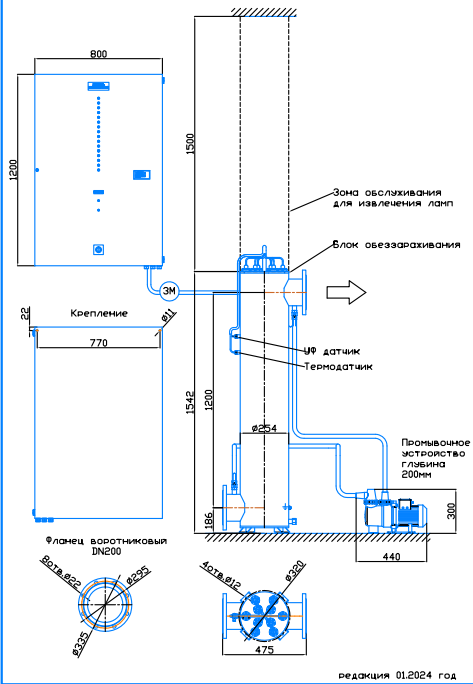 800
1200
1500
Зона обслуживания
для извлечения ламп
Блок обеззараживания
3М
Крепление
Ø11
22
770
УФ датчик
Термодатчик
1542
1200
Ø254
Промывочное
устройство
глубина
200мм
300
186
440
Фланец воротниковый
DN200
8отв.Ø22
Ø295
Ø335
4отв.Ø12
Ø320
475
редакция 01.2024 год